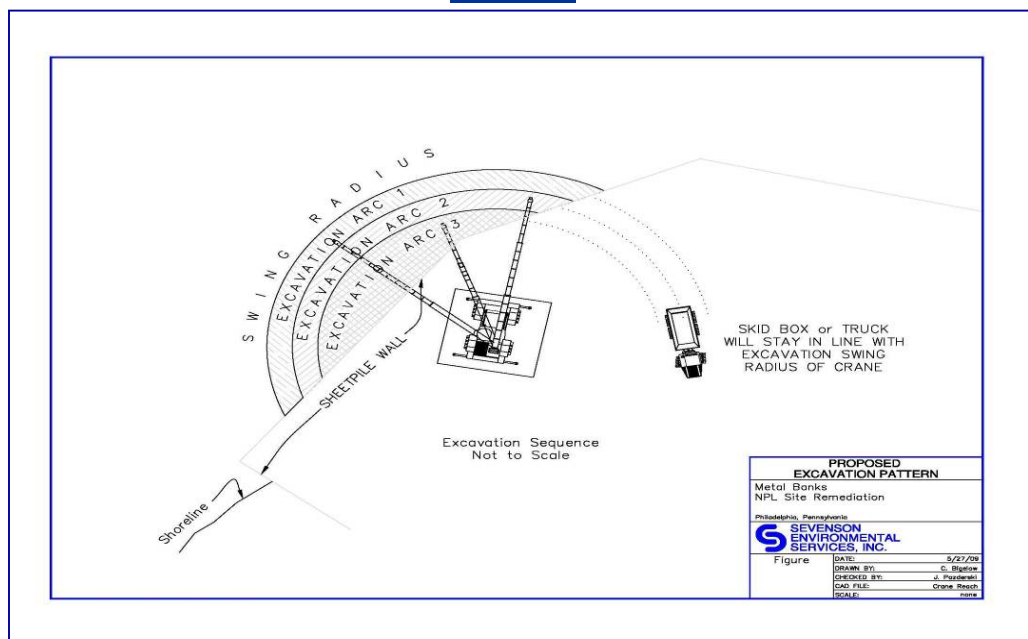 SWING RADIUS
EXCAVATION ARC 1
EXCAVATION ARC 2
EXCAVATION ARC 3
SHEETPILE WALL
Shoreline
SKID BOX or TRUCK
WILL STAY IN LINE WITH
EXCAVATION SWING
RADIUS OF CRANE
Excavation Sequence
Not to Scale
PROPOSED
EXCAVATION PATTERN
Metal Banks
NPL Site Remediation
Philadelphia, Pennsylvania
SEVENSON
ENVIRONMENTAL
SERVICES, INC.
Figure
DATE: 5/27/09
DRAWN BY: C. Bigelow
CHECKED BY: J. Pazderski
CAD FILE: Crane Reach
SCALE: none